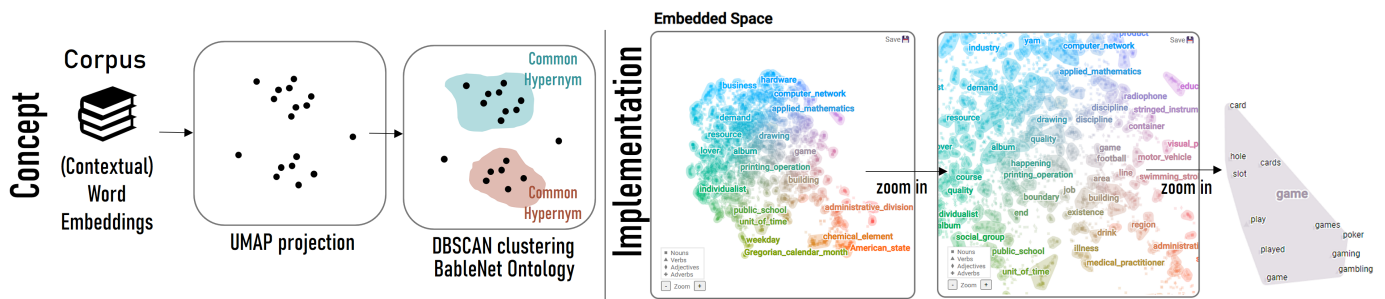 Concept
Corpus
(Contextual)
Word
Embeddings
UMAP projection
Common
Hypernym
Common
Hypernym
DBSCAN clustering
BableNet Ontology
Implementation
Embedded Space
Save
hardware
business
computer_network
applied_mathematics
demand
resource
drawing
lover
album
game
printing_operation
individualist
building
public_school
administrative_division
unit_of_time
weekday
chemical_element
Gregorian_calendar_month
American_state
Nouns
Verbs
Adjectives
Adverbs
- Zoom +
zoom in
Save
product
yarn
industry
computer_network
applied_mathematics
demand
educ
radiophone
resource
discipline
stringed_instrum
drawing
discipline
container
quality
over
album
game
visual_p
football
motor_vehicle
happening
printing_operation
line
course
area
swimming_stro
quality
job
boundary
building
individualist
end
existence
album
region
social_group
drink
public_school
illness
administrati
medical_practitioner
unit_of_time
Nouns
Verbs
Adjectives
Adverbs
- Zoom +
zoom in
card
hole
cards
slot
game
play
games
poker
played
gaming
gambling
game